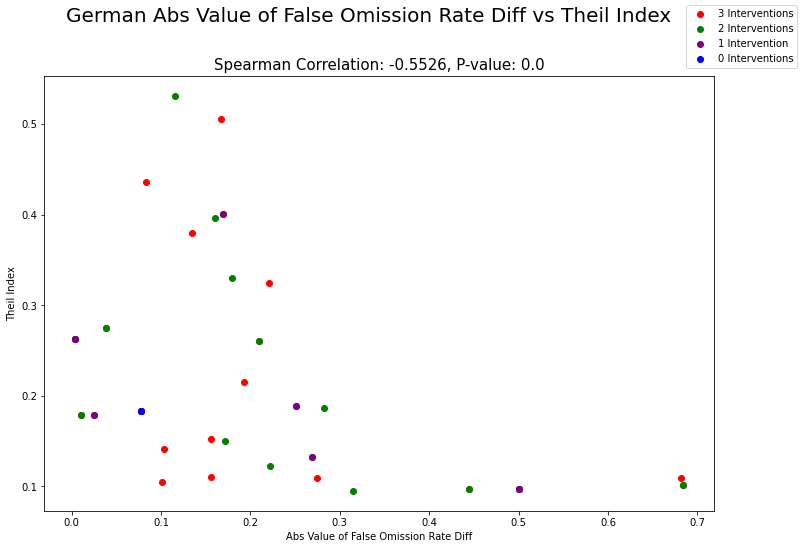 German Abs Value of False Omission Rate Diff vs Theil Index
3 Interventions
2 Interventions
1 Intervention
0 Interventions
Spearman Correlation: -0.5526, P-value: 0.0
Theil Index
0.5
0.4
0.3
0.2
0.1
0.0 0.1 0.2 0.3 0.4 0.5 0.6 0.7
Abs Value of False Omission Rate Diff